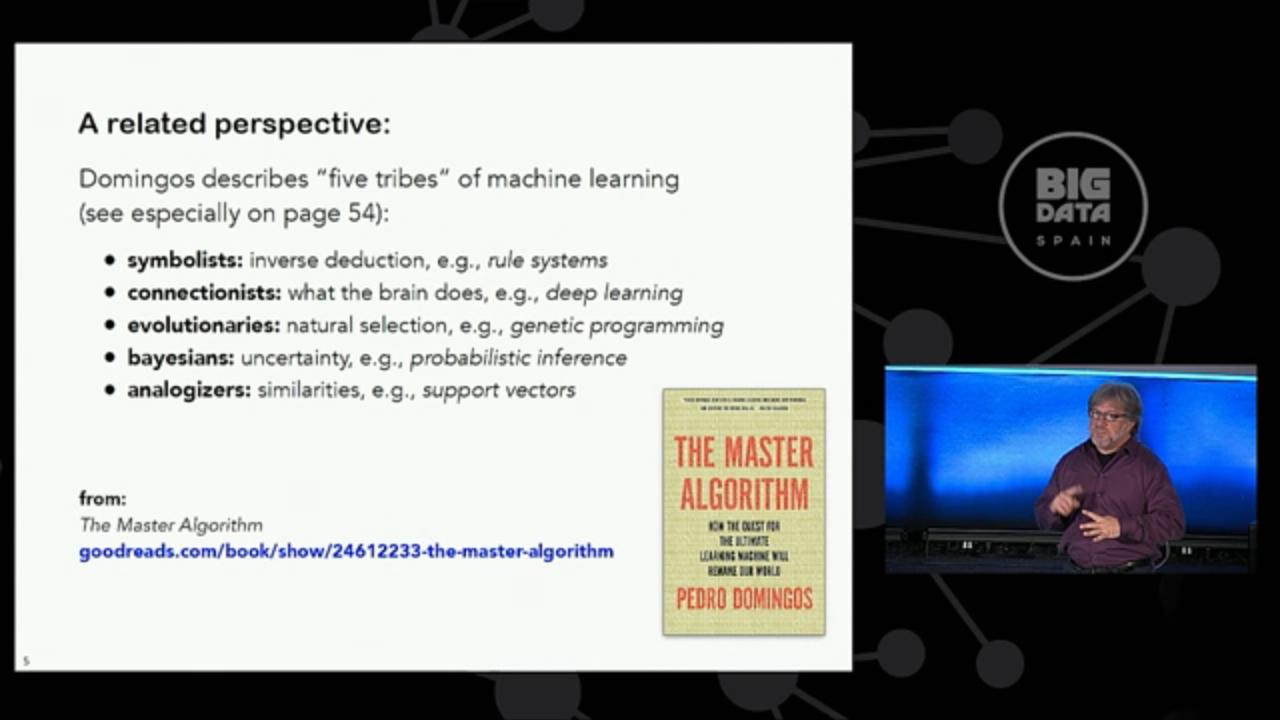 A related perspective:
Domingos describes “five tribes” of machine learning
(see especially on page 54):
• symbolists: inverse deduction, e.g., rule systems
• connectionists: what the brain does, e.g., deep learning
• evolutionaries: natural selection, e.g., genetic programming
• bayesians: uncertainty, e.g., probabilistic inference
• analogizers: similarities, e.g., support vectors
from:
The Master Algorithm
goodreads.com/book/show/24612233-the-master-algorithm
5
THE MASTER
ALGORITHM
HOW THE QUEST FOR
THE ULTIMATE
LEARNING MACHINE WILL
REMAKE OUR WORLD
PEDRO DOMINGOS
BIG
DATA
SPAIN